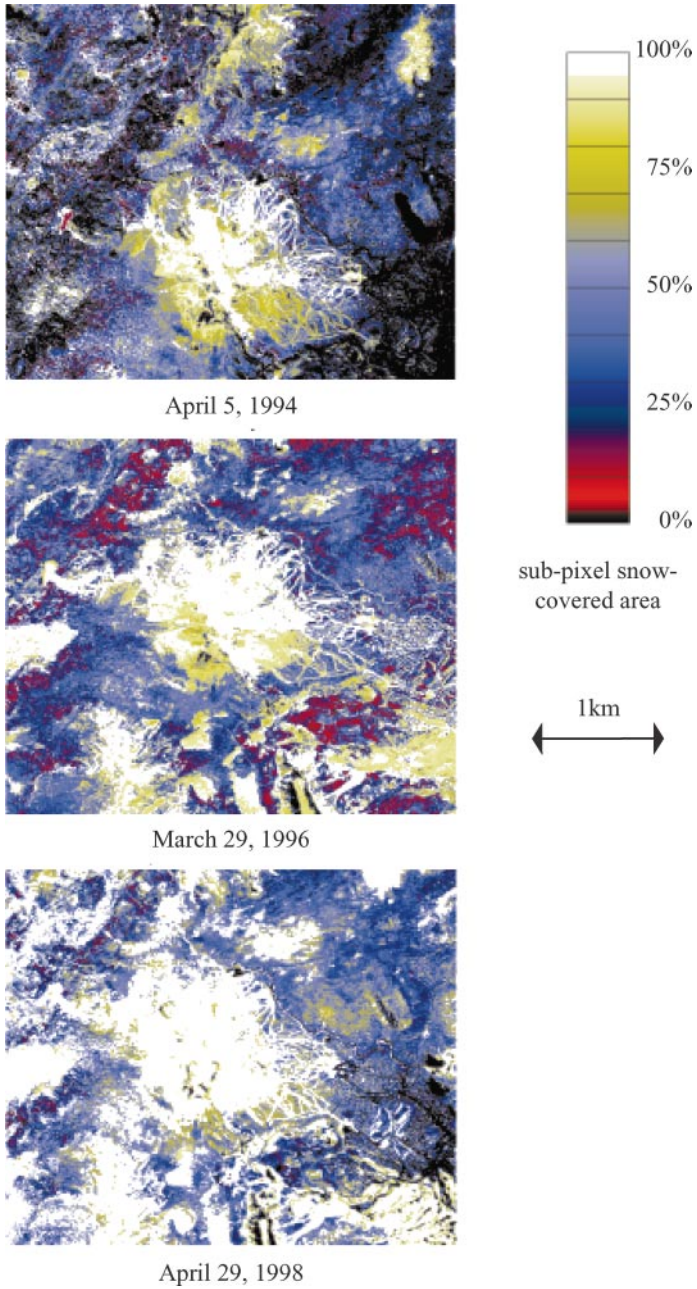 100%
75%
50%
25%
0%
sub-pixel snow-
covered area
1km
April 5, 1994
March 29, 1996
April 29, 1998